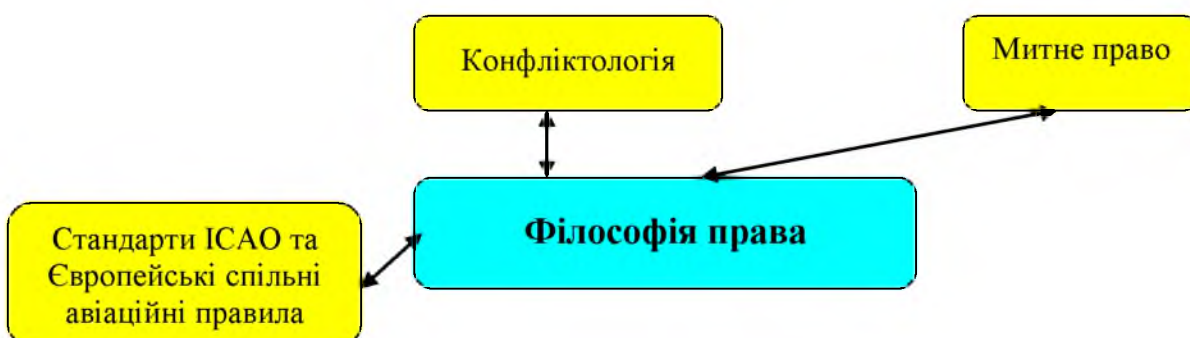 Конфліктологія
Митне право
Філософія права
Стандарти ІСАО та
Європейські спільні
авіаційні правила